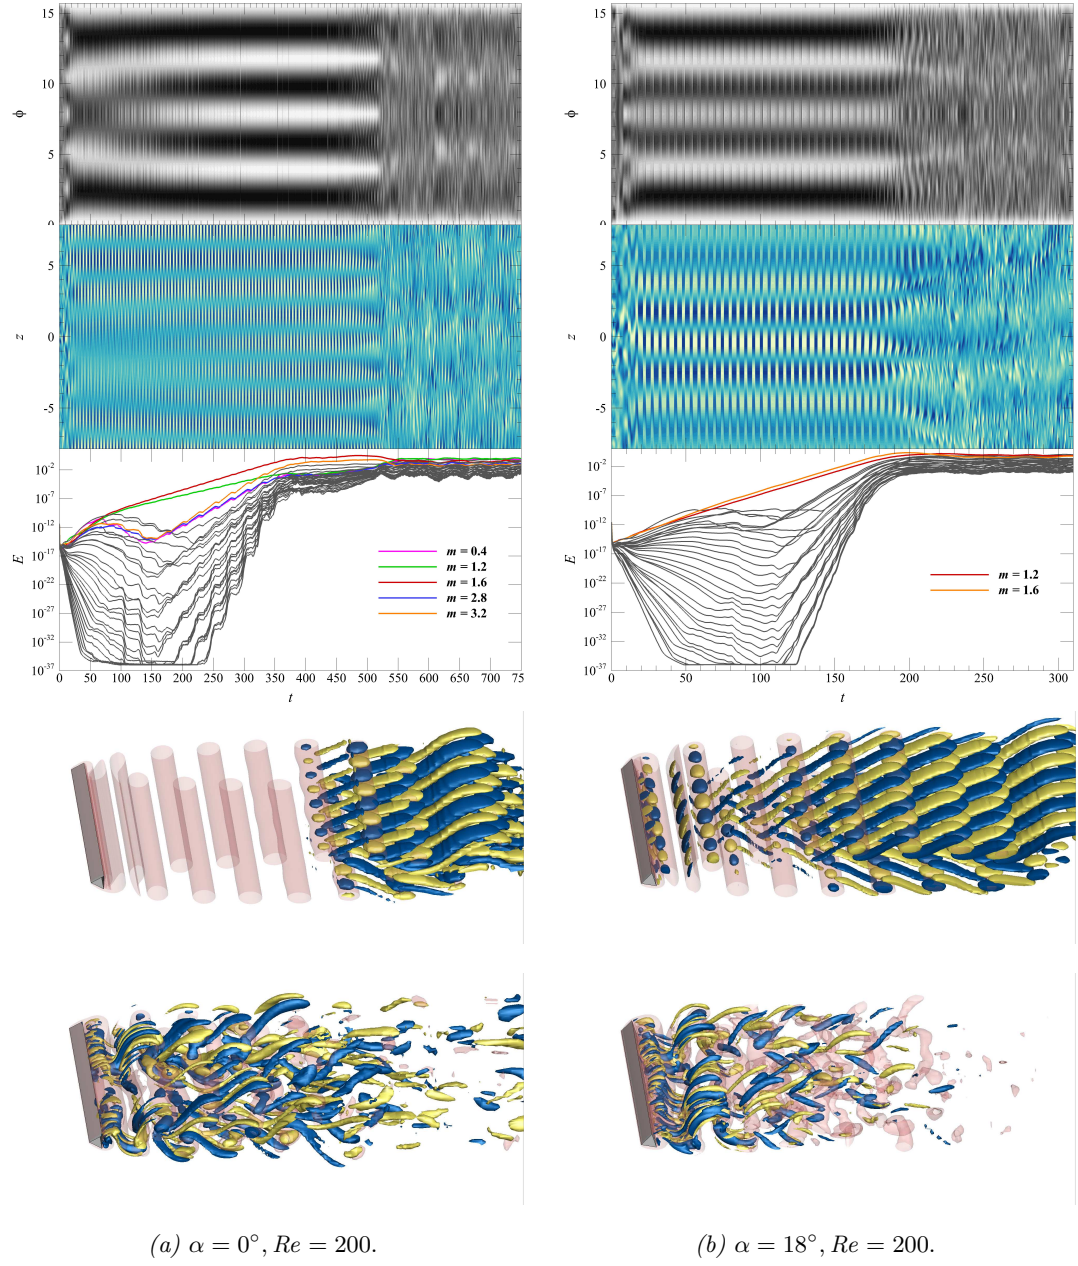 15
10
5
0
ϕ
5
0
-5
z
10⁻²
10⁻⁷
10⁻¹²
10⁻¹⁷
10⁻²²
10⁻²⁷
10⁻³²
10⁻³⁷
E
m = 0.4
m = 1.2
m = 1.6
m = 2.8
m = 3.2
0 50 100 150 200 250 300 350 400 450 500 550 600 650 700 75
t
15
10
5
0
ϕ
5
0
-5
z
10⁻²
10⁻⁷
10⁻¹²
10⁻¹⁷
10⁻²²
10⁻²⁷
10⁻³²
10⁻³⁷
E
m = 1.2
m = 1.6
0 50 100 150 200 250 300
t
(a) α = 0°, Re = 200.
(b) α = 18°, Re = 200.